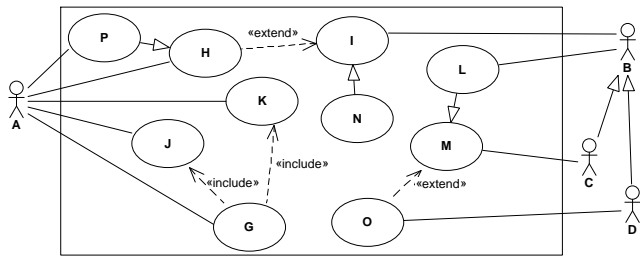 P
H
«extend»
I
L
B
A
K
N
J
«include»
«include»
M
C
«extend»
G
O
D